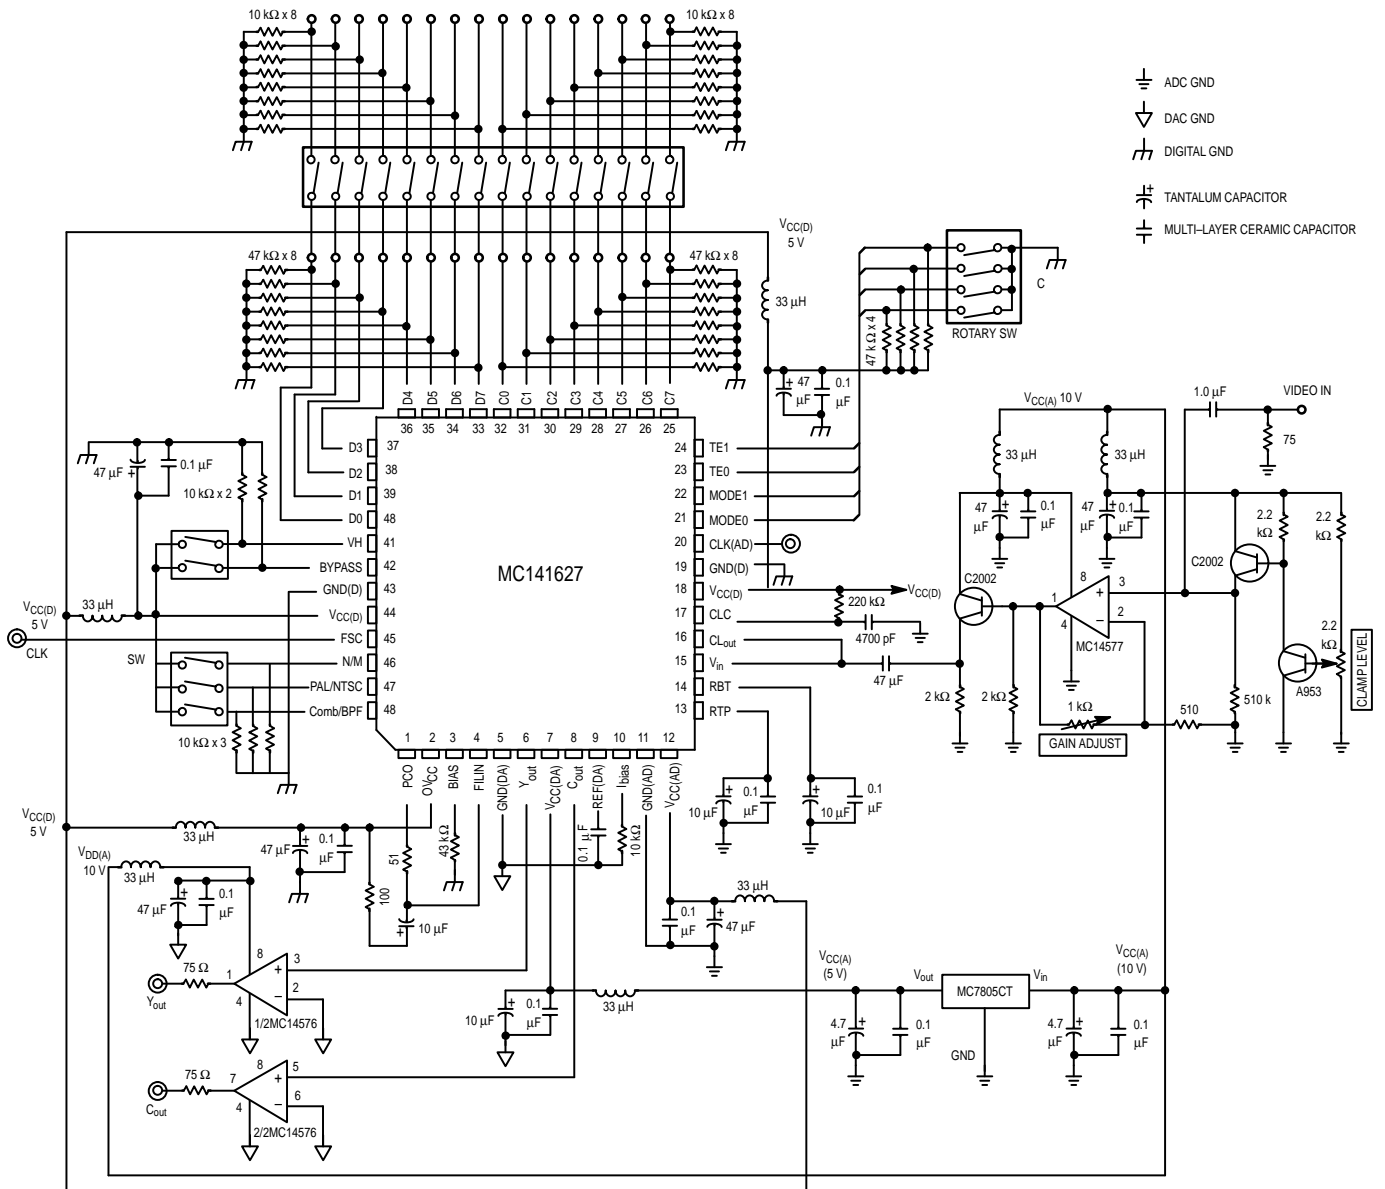 10 kΩ x 8
10 kΩ x 8
ADC GND
DAC GND
DIGITAL GND
+
TANTALUM CAPACITOR
MULTI–LAYER CERAMIC CAPACITOR
VCC(D)
5 V
47 kΩ x 8
47 kΩ x 8
33 µH
C
ROTARY SW
47 k Ω x 4
+
47
µF
0.1
µF
D4
D5
D6
D7
C0
C1
C2
C3
C4
C5
C6
C7
36
35
34
33
32
31
30
29
28
27
26
25
D3
37
D2
38
D1
39
D0
48
VH
41
BYPASS
42
GND(D)
43
VCC(D)
44
FSC
45
N/M
46
PAL/NTSC
47
Comb/BPF
48
MC141627
24
TE1
23
TE0
22
MODE1
21
MODE0
20
CLK(AD)
19
GND(D)
18
VCC(D)
17
CLC
16
CLout
15
Vin
14
RBT
13
RTP
47 µF
+
0.1 µF
10 kΩ x 2
VCC(D)
5 V
33 µH
CLK
SW
10 kΩ x 3
VCC(D)
220 kΩ
4700 pF
47 µF
VCC(A) 10 V
33 µH
33 µH
47
µF
+
0.1
µF
47
µF
+
0.1
µF
1.0 µF
VIDEO IN
75
2.2
kΩ
2.2
kΩ
C2002
C2002
8
1
+
3
–
2
4
MC14577
2.2
kΩ
A953
CLAMP LEVEL
2 kΩ
2 kΩ
1 kΩ
GAIN ADJUST
510
510 k
1
2
3
4
5
6
7
8
9
10
11
12
PCO
OVCC
BIAS
FILIN
GND(DA)
Yout
VCC(DA)
Cout
REF(DA)
Ibias
GND(AD)
VCC(AD)
10 µF
+
0.1
µF
+
10 µF
0.1
µF
VCC(D)
5 V
33 µH
47 µF
+
0.1
µF
100
51
43 kΩ
+
10 µF
0.1 µF
10 kΩ
33 µH
0.1
µF
+
47 µF
VDD(A)
10 V
33 µH
47 µF
+
0.1
µF
Yout
75 Ω
8
1
+
3
–
2
4
1/2MC14576
Cout
75 Ω
8
7
+
5
–
6
4
2/2MC14576
10 µF
+
0.1
µF
33 µH
VCC(A)
(5 V)
Vout
MC7805CT
Vin
VCC(A)
(10 V)
4.7
µF
+
0.1
µF
GND
4.7
µF
+
0.1
µF